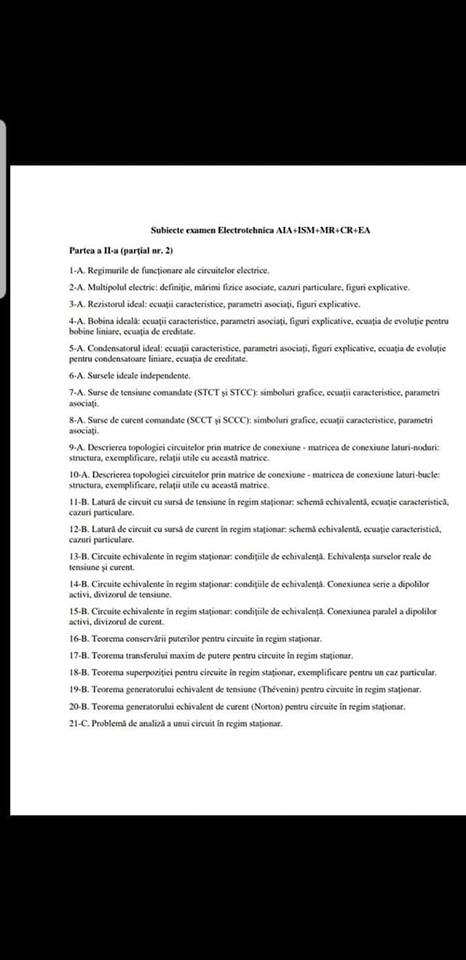 Subiecte examen Electrotehnica AIA+ISM+MR+CR+EA
Partea a II-a (parțial nr. 2)
1-A. Regimurile de funcționare ale circuitelor electrice.
2-A. Multipolul electric: definiție, mărimi fizice asociate, cazuri particulare, figuri explicative.
3-A. Rezistorul ideal: ecuații caracteristice, parametri asociați, figuri explicative.
4-A. Bobina ideală: ecuații caracteristice, parametri asociați, figuri explicative, ecuația de evoluție pentru
bobine liniare, ecuația de ereditate.
5-A. Condensatorul ideal: ecuații caracteristice, parametri asociați, figuri explicative, ecuația de evoluție
pentru condensatoare liniare, ecuația de ereditate.
6-A. Sursele ideale independente.
7-A. Surse de tensiune comandate (STCT și STCC): simboluri grafice, ecuații caracteristice, parametri
asociați.
8-A. Surse de curent comandate (SCCT și SCCC): simboluri grafice, ecuații caracteristice, parametri
asociați.
9-A. Descrierea topologiei circuitelor prin matrice de conexiune - matricea de conexiune laturi-noduri:
structura, exemplificare, relații utile cu această matrice.
10-A. Descrierea topologiei circuitelor prin matrice de conexiune - matricea de conexiune laturi-bucle:
structura, exemplificare, relații utile cu această matrice.
11-B. Latură de circuit cu sursă de tensiune în regim staționar: schemă echivalentă, ecuație caracteristică,
cazuri particulare.
12-B. Latură de circuit cu sursă de curent în regim staționar: schemă echivalentă, ecuație caracteristică,
cazuri particulare.
13-B. Circuite echivalente în regim staționar: condițiile de echivalență. Echivalența surselor reale de
tensiune și curent.
14-B. Circuite echivalente în regim staționar: condițiile de echivalență. Conexiunea serie a dipolilor
activi, divizorul de tensiune.
15-B. Circuite echivalente în regim staționar: condițiile de echivalență. Conexiunea paralel a dipolilor
activi, divizorul de curent.
16-B. Teorema conservării puterilor pentru circuite în regim staționar.
17-B. Teorema transferului maxim de putere pentru circuite în regim staționar.
18-B. Teorema superpoziției pentru circuite în regim staționar, exemplificare pentru un caz particular.
19-B. Teorema generatorului echivalent de tensiune (Thévenin) pentru circuite în regim staționar.
20-B. Teorema generatorului echivalent de curent (Norton) pentru circuite în regim staționar.
21-C. Problemă de analiză a unui circuit în regim staționar.